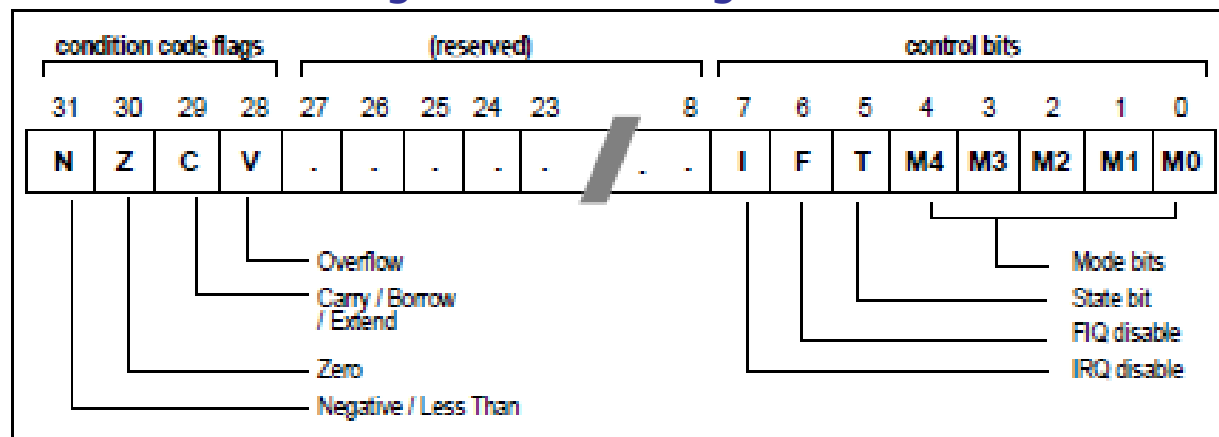 condition code flags (reserved) control bits
31 30 29 28 27 26 25 24 23 8 7 6 5 4 3 2 1 0
N Z C V . . . . . . . I F T M4 M3 M2 M1 M0
Overflow
Carry / Borrow
/ Extend
Zero
Negative / Less Than
Mode bits
State bit
FIQ disable
IRQ disable